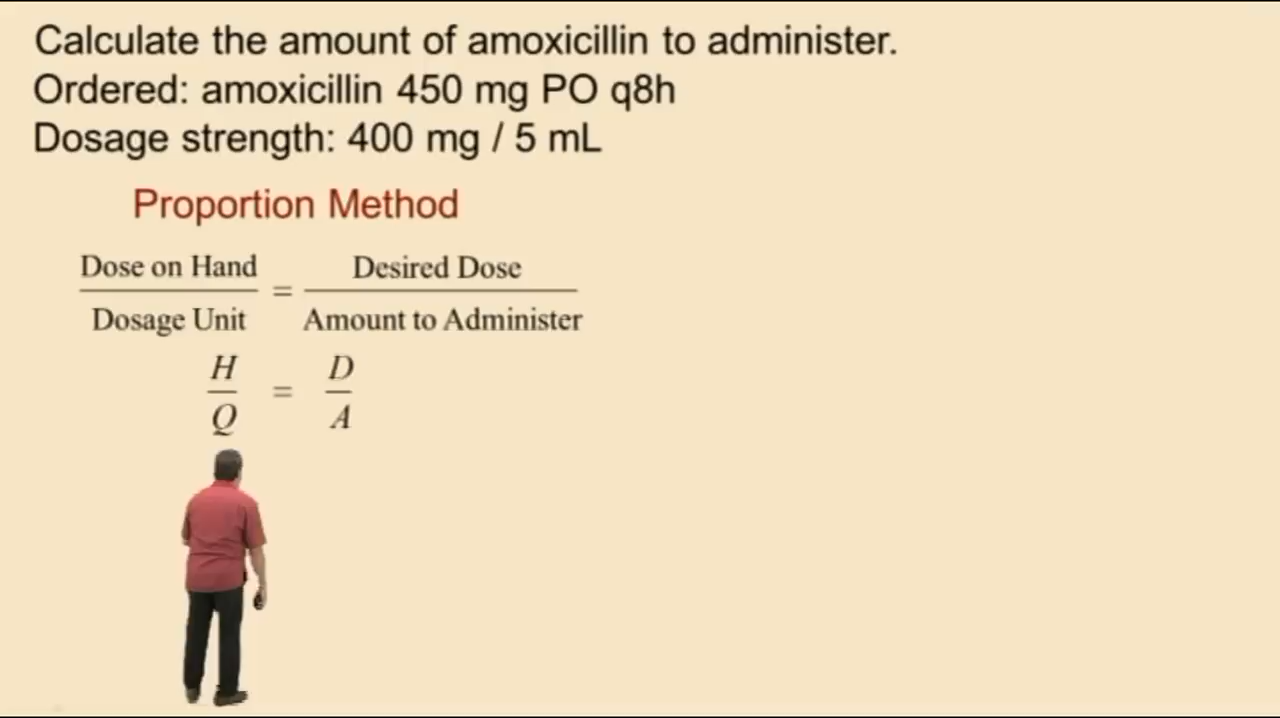 Calculate the amount of amoxicillin to administer.
Ordered: amoxicillin 450 mg PO q8h
Dosage strength: 400 mg / 5 mL
Proportion Method
Dose on Hand / Dosage Unit = Desired Dose / Amount to Administer
H / Q = D / A